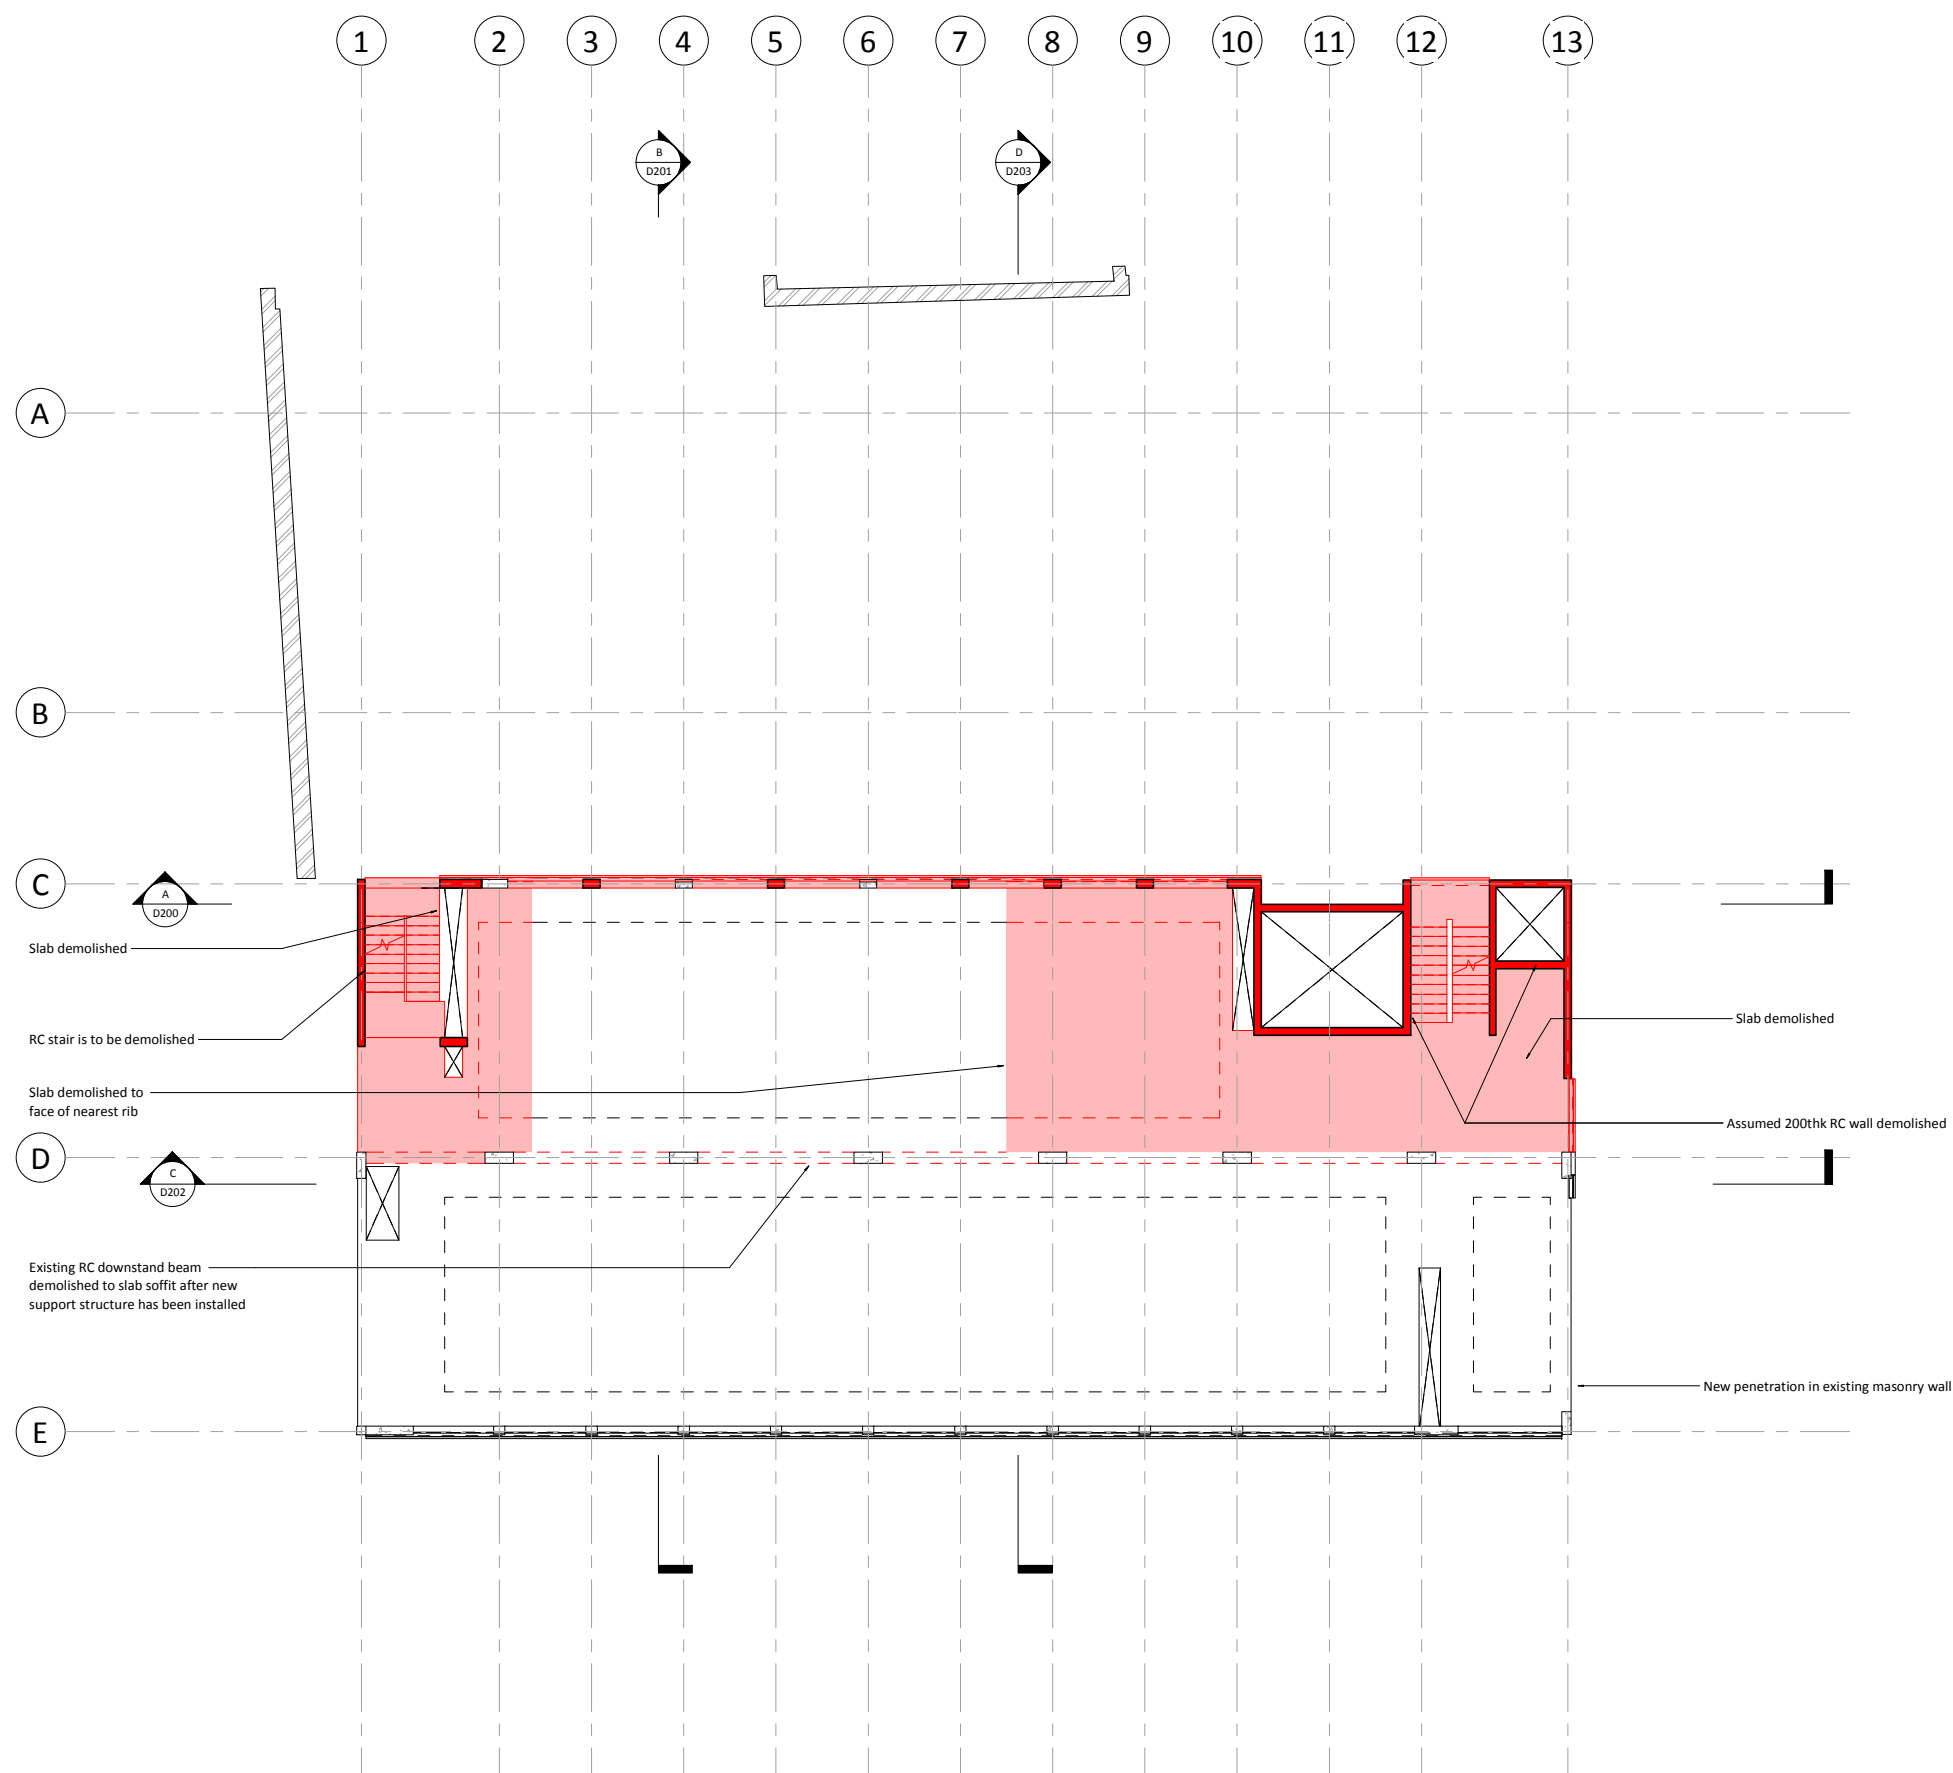 1 2 3 4 5 6 7 8 9 10 11 12 13
B D
D201 D203
A
B
C
A
D200
Slab demolished
RC stair is to be demolished
Slab demolished
Slab demolished to
face of nearest rib
Assumed 200thk RC wall demolished
D
C
D202
Existing RC downstand beam
demolished to slab soffit after new
support structure has been installed
New penetration in existing masonry wall
E